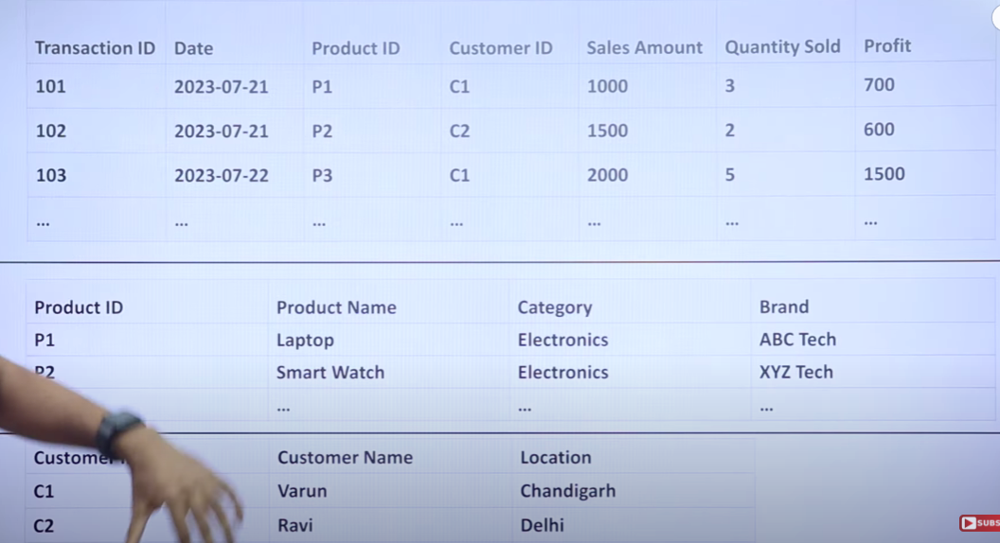 Transaction ID Date Product ID Customer ID Sales Amount Quantity Sold Profit
101 2023-07-21 P1 C1 1000 3 700
102 2023-07-21 P2 C2 1500 2 600
103 2023-07-22 P3 C1 2000 5 1500
... ... ... ... ... ... ...
Product ID Product Name Category Brand
P1 Laptop Electronics ABC Tech
P2 Smart Watch Electronics XYZ Tech
... ... ...
Customer Customer Name Location
C1 Varun Chandigarh
C2 Ravi Delhi
SUBS